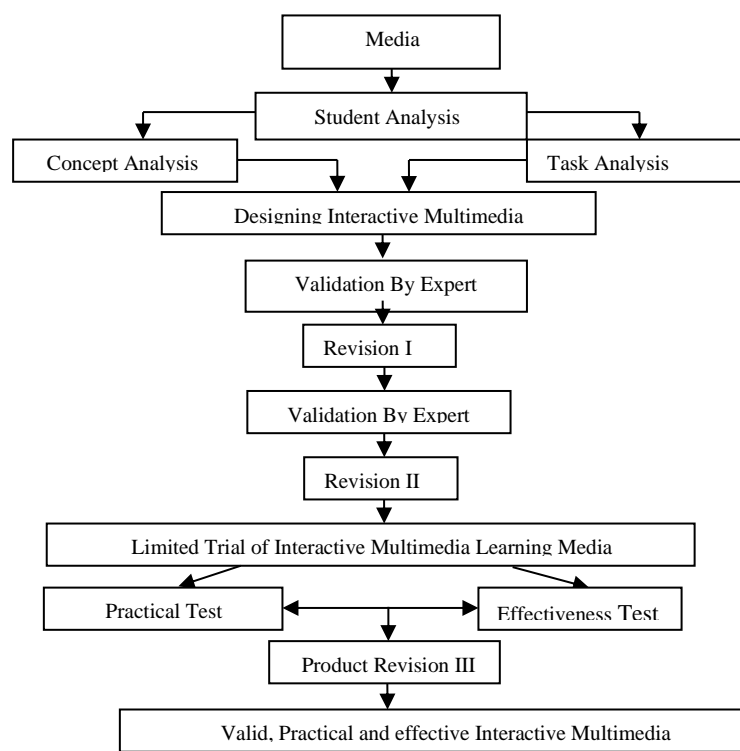 Media
Student Analysis
Concept Analysis
Task Analysis
Designing Interactive Multimedia
Validation By Expert
Revision I
Validation By Expert
Revision II
Limited Trial of Interactive Multimedia Learning Media
Practical Test
Effectiveness Test
Product Revision III
Valid, Practical and effective Interactive Multimedia